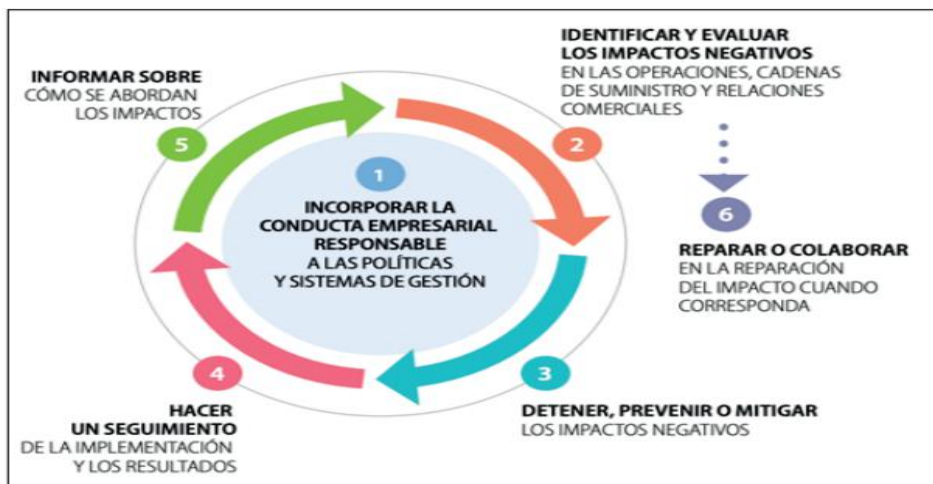 1
INCORPORAR LA
CONDUCTA EMPRESARIAL
RESPONSABLE
A LAS POLÍTICAS
Y SISTEMAS DE GESTIÓN
2
IDENTIFICAR Y EVALUAR
LOS IMPACTOS NEGATIVOS
EN LAS OPERACIONES, CADENAS
DE SUMINISTRO Y RELACIONES
COMERCIALES
3
DETENER, PREVENIR O MITIGAR
LOS IMPACTOS NEGATIVOS
4
HACER
UN SEGUIMIENTO
DE LA IMPLEMENTACIÓN
Y LOS RESULTADOS
5
INFORMAR SOBRE
CÓMO SE ABORDAN
LOS IMPACTOS
6
REPARAR O COLABORAR
EN LA REPARACIÓN
DEL IMPACTO CUANDO
CORRESPONDA